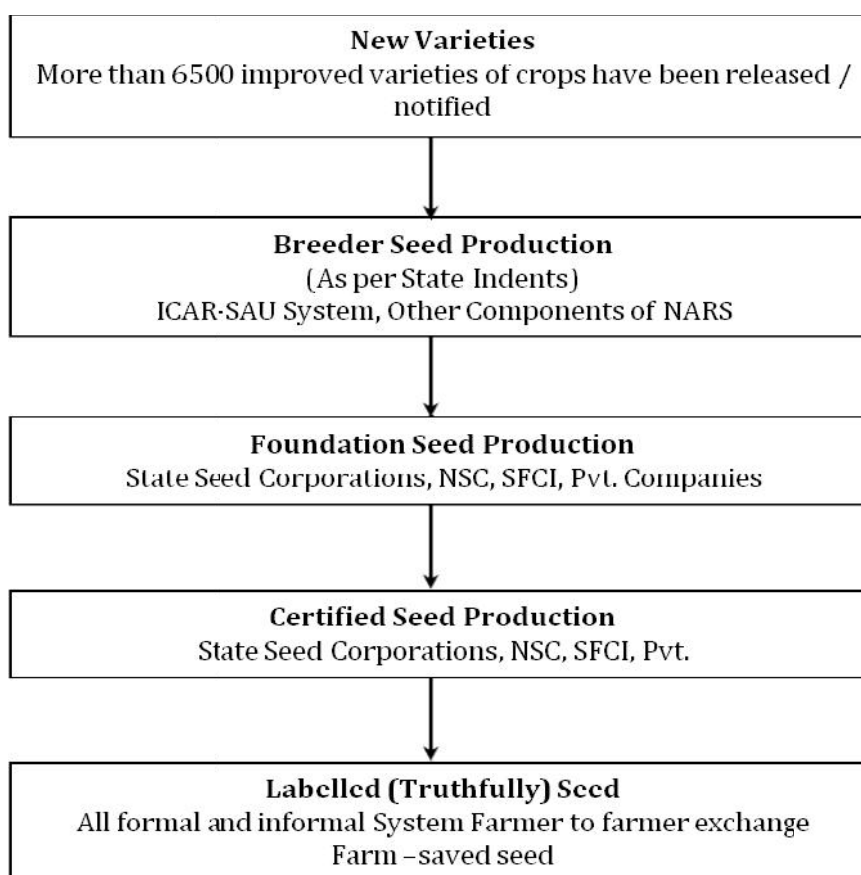 New Varieties
More than 6500 improved varieties of crops have been released /
notified
Breeder Seed Production
(As per State Indents)
ICAR-SAU System, Other Components of NARS
Foundation Seed Production
State Seed Corporations, NSC, SFCI, Pvt. Companies
Certified Seed Production
State Seed Corporations, NSC, SFCI, Pvt.
Labelled (Truthfully) Seed
All formal and informal System Farmer to farmer exchange
Farm –saved seed